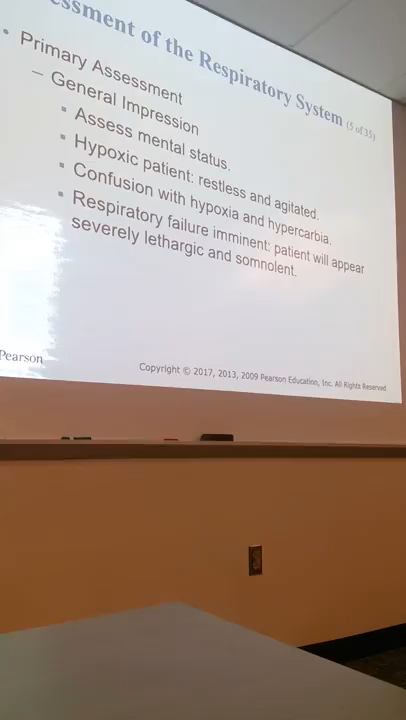 ssment of the Respiratory System (5 of 35)
• Primary Assessment
– General Impression
▪ Assess mental status.
▪ Hypoxic patient: restless and agitated.
▪ Confusion with hypoxia and hypercarbia.
▪ Respiratory failure imminent: patient will appear
severely lethargic and somnolent.
Pearson
Copyright © 2017, 2013, 2009 Pearson Education, Inc. All Rights Reserved